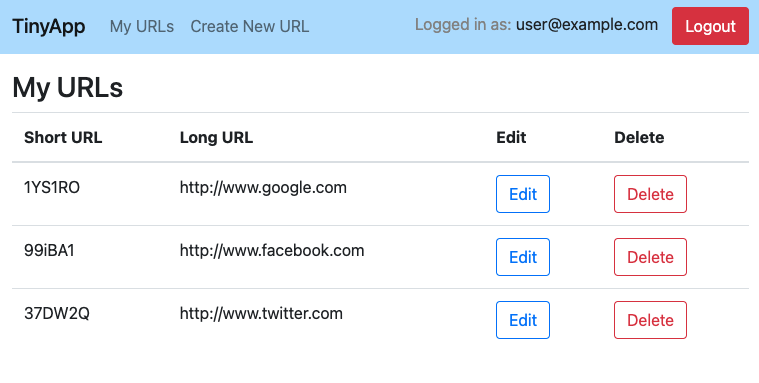 TinyApp My URLs Create New URL Logged in as: user@example.com Logout
My URLs
Short URL Long URL Edit Delete
1YS1RO http://www.google.com Edit Delete
99iBA1 http://www.facebook.com Edit Delete
37DW2Q http://www.twitter.com Edit Delete